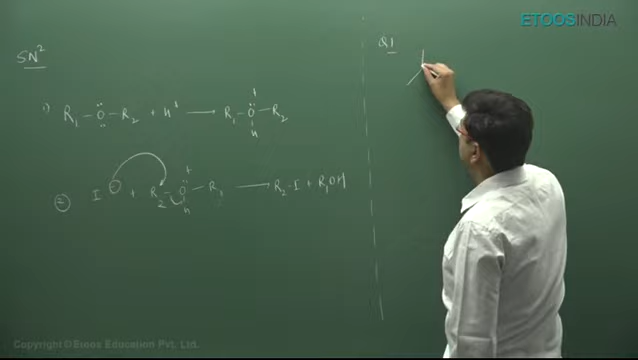 ETOOSINDIA
SN²
Q1
1) R₁ – Ö – R₂ + H⁺ ⟶ R₁ – O⁺ – R₂
H
② I⊖ + R₂ – O⁺ – R₁ ⟶ R₂-I + R₁OH
H
Copyright © Etoos Education Pvt. Ltd.